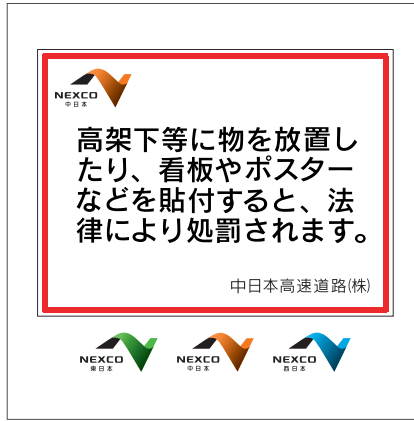 NEXCO
中日本
高架下等に物を放置し
たり、看板やポスター
などを貼付すると、法
律により処罰されます。
中日本高速道路(株)
NEXCO
東日本
NEXCO
中日本
NEXCO
西日本